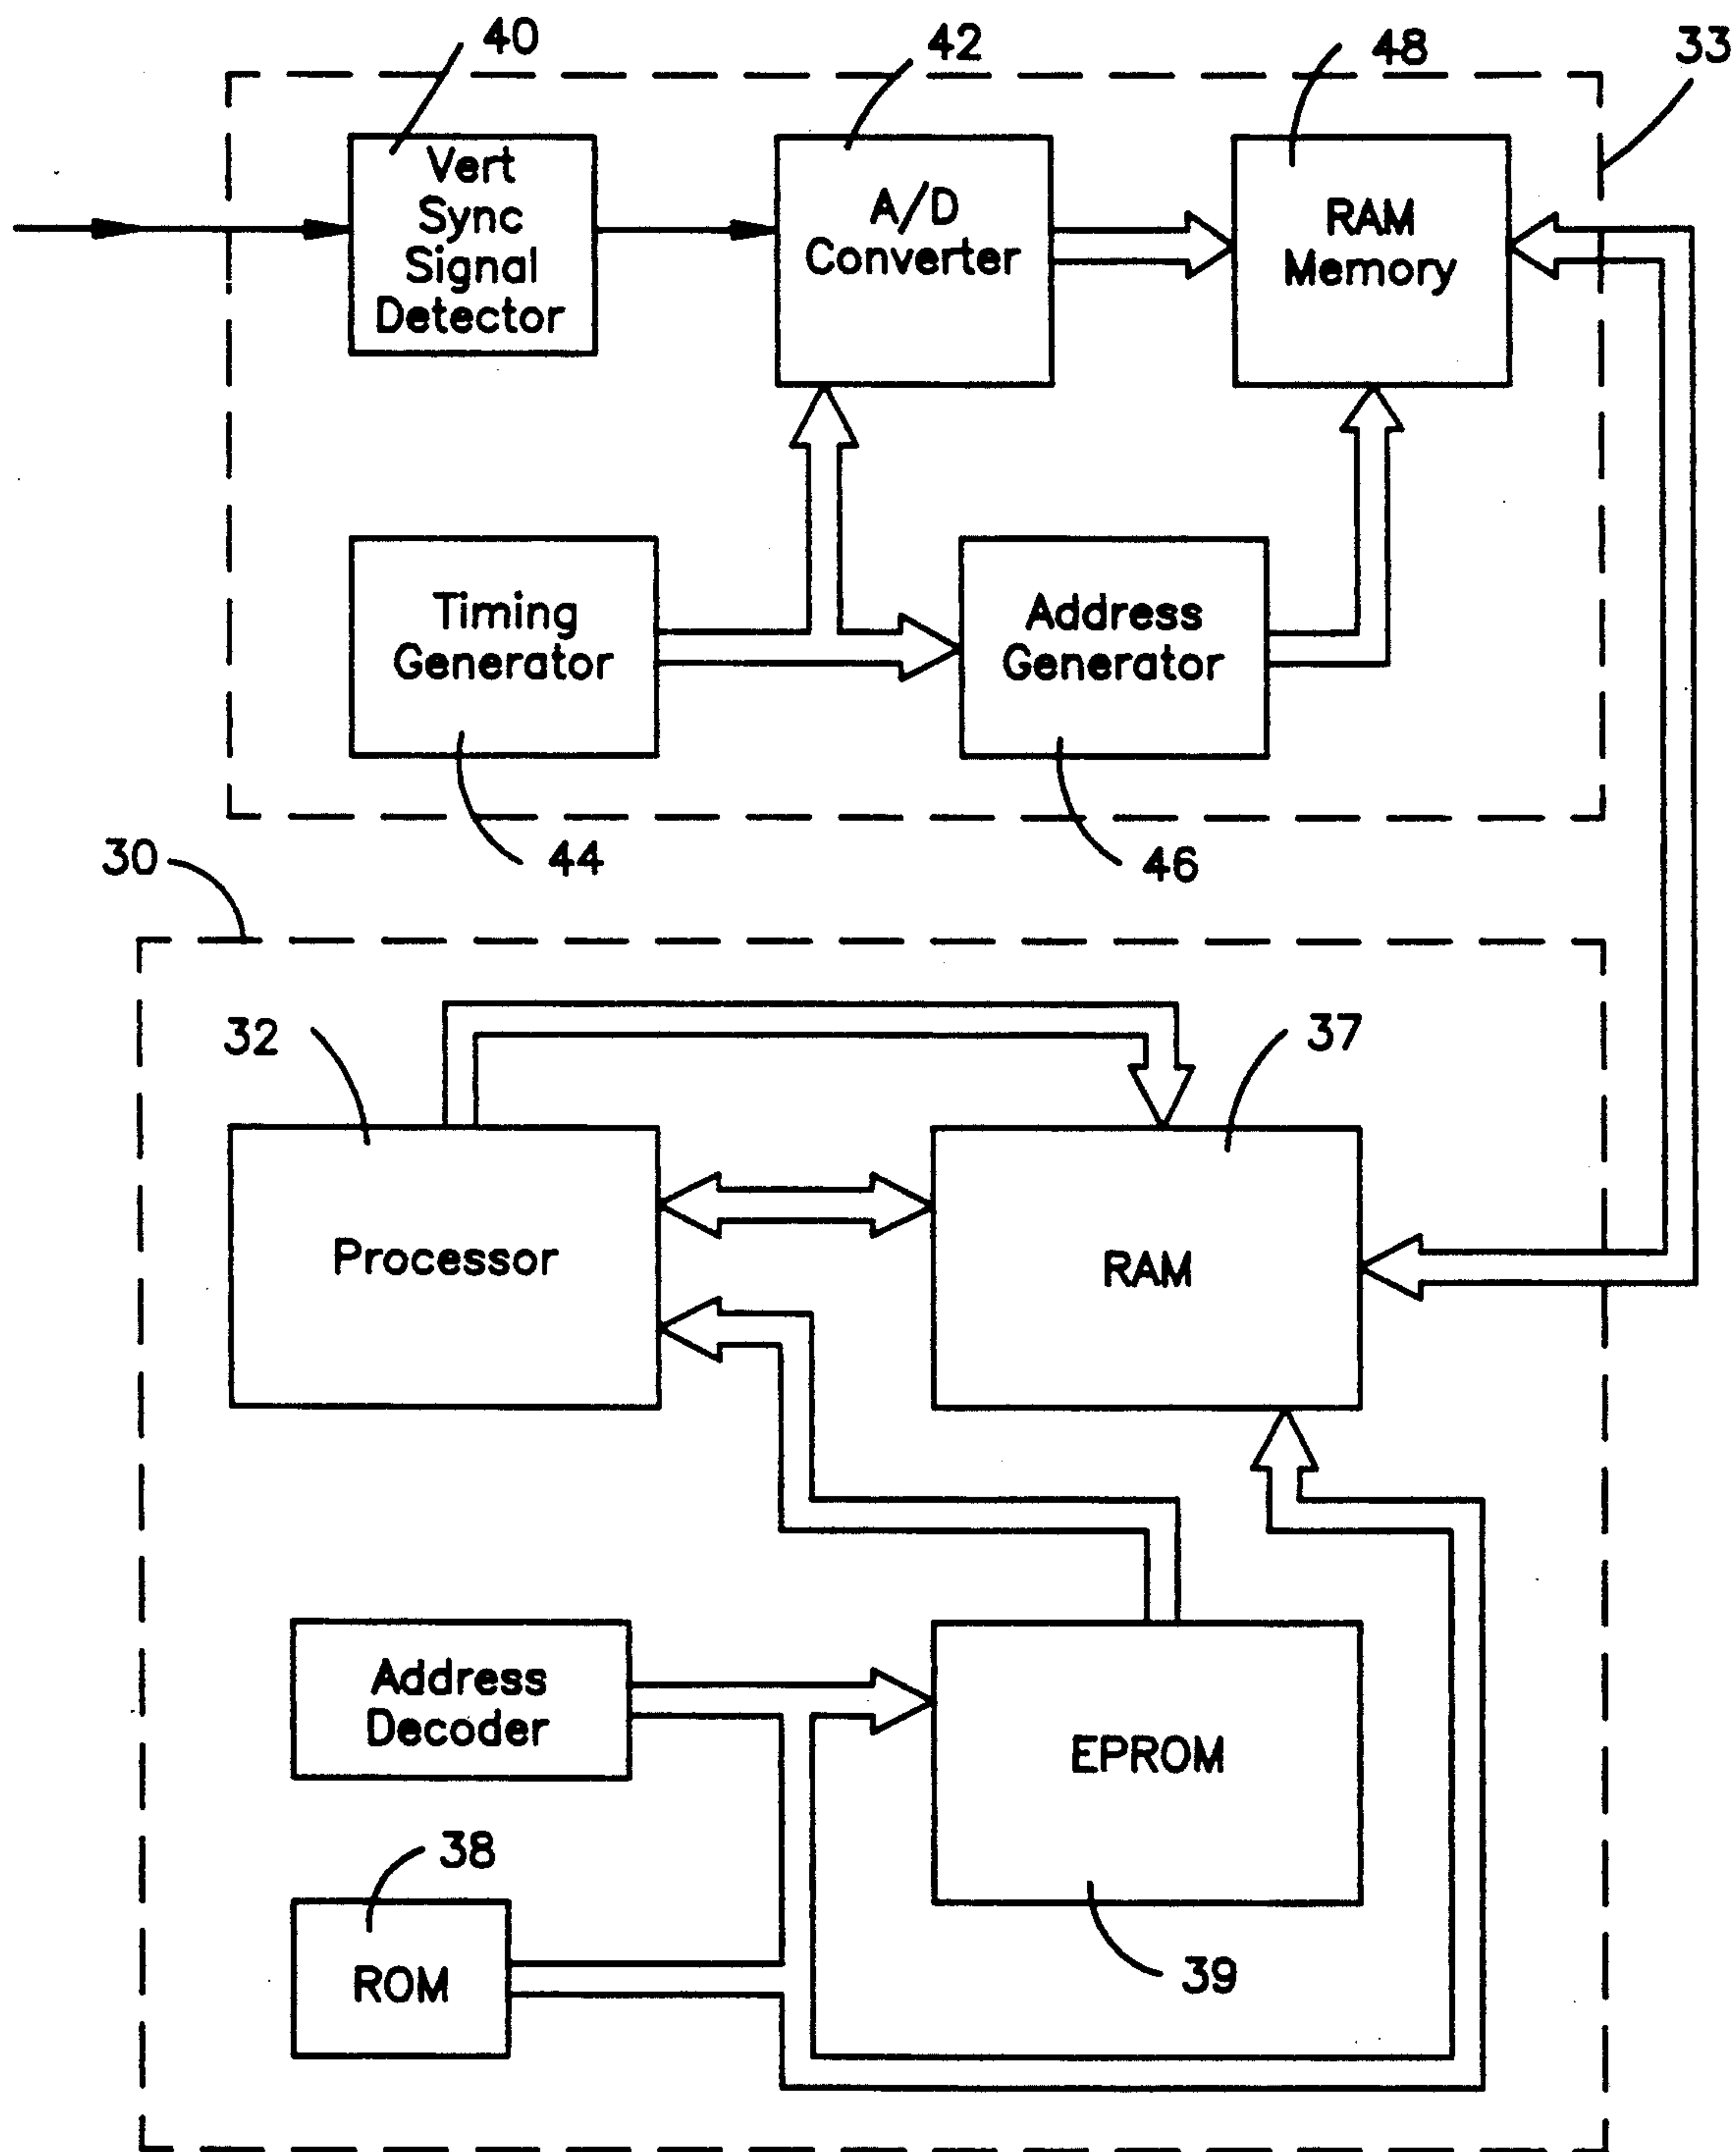 40
42
48
33
Vert
Sync
Signal
Detector
A/D
Converter
RAM
Memory
Timing
Generator
Address
Generator
44
46
30
32
37
Processor
RAM
Address
Decoder
EPROM
38
ROM
39